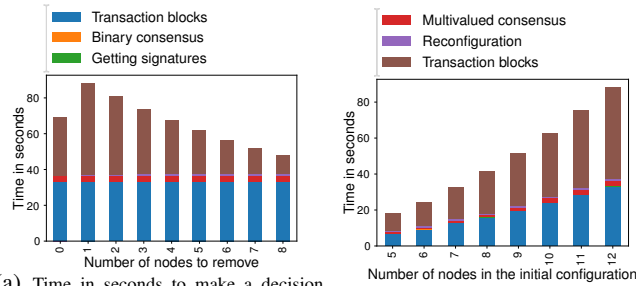 Transaction blocks
Binary consensus
Getting signatures
Time in seconds
80
60
40
20
0
0 1 2 3 4 5 6 7 8
Number of nodes to remove
(a) Time in seconds to make a decision
Multivalued consensus
Reconfiguration
Transaction blocks
Time in seconds
80
60
40
20
0
5 6 7 8 9 10 11 12
Number of nodes in the initial configuration